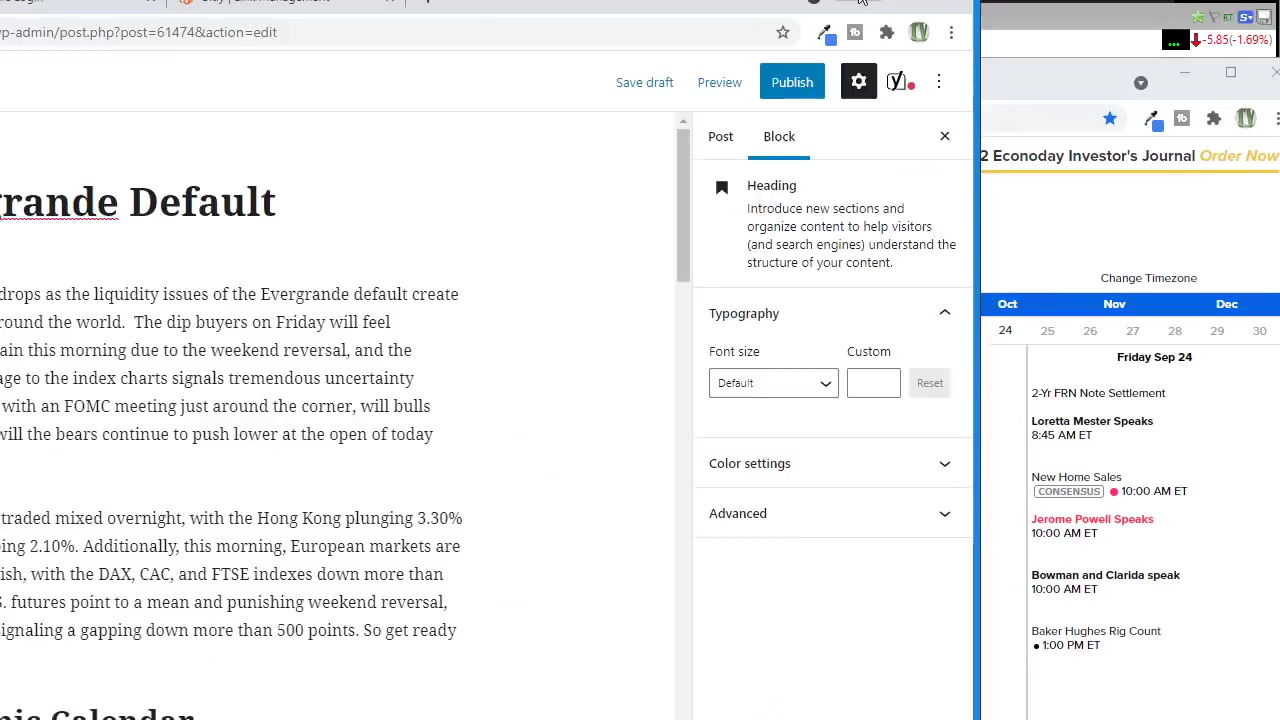 vp-admin/post.php?post=61474&action=edit
Save draft
Preview
Publish
Post
Block
grande Default
Heading
Introduce new sections and
organize content to help visitors
(and search engines) understand the
structure of your content.
drops as the liquidity issues of the Evergrande default create
round the world. The dip buyers on Friday will feel
ain this morning due to the weekend reversal, and the
age to the index charts signals tremendous uncertainty
with an FOMC meeting just around the corner, will bulls
will the bears continue to push lower at the open of today
Typography
Font size
Custom
Default
Reset
Color settings
Advanced
traded mixed overnight, with the Hong Kong plunging 3.30%
ping 2.10%. Additionally, this morning, European markets are
ish, with the DAX, CAC, and FTSE indexes down more than
S. futures point to a mean and punishing weekend reversal,
signaling a gapping down more than 500 points. So get ready
mic Calendar
RT
S
... -5.85(-1.69%)
2 Econoday Investor's Journal Order Now
Change Timezone
Oct Nov Dec
24 25 26 27 28 29 30
Friday Sep 24
2-Yr FRN Note Settlement
Loretta Mester Speaks
8:45 AM ET
New Home Sales
CONSENSUS 10:00 AM ET
Jerome Powell Speaks
10:00 AM ET
Bowman and Clarida speak
10:00 AM ET
Baker Hughes Rig Count
1:00 PM ET